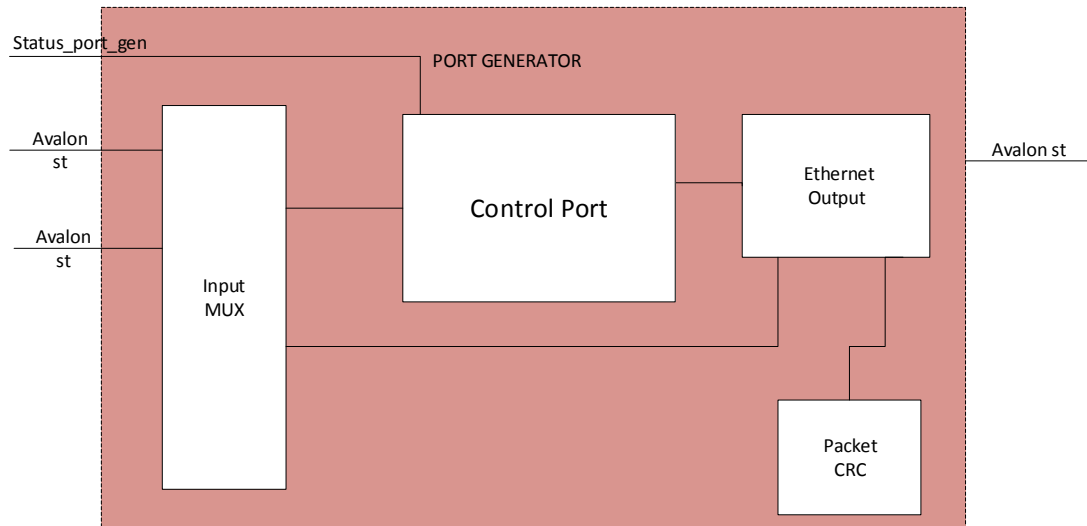 Status_port_gen
PORT GENERATOR
Avalon
st
Avalon
st
Input
MUX
Control Port
Ethernet
Output
Avalon st
Packet
CRC